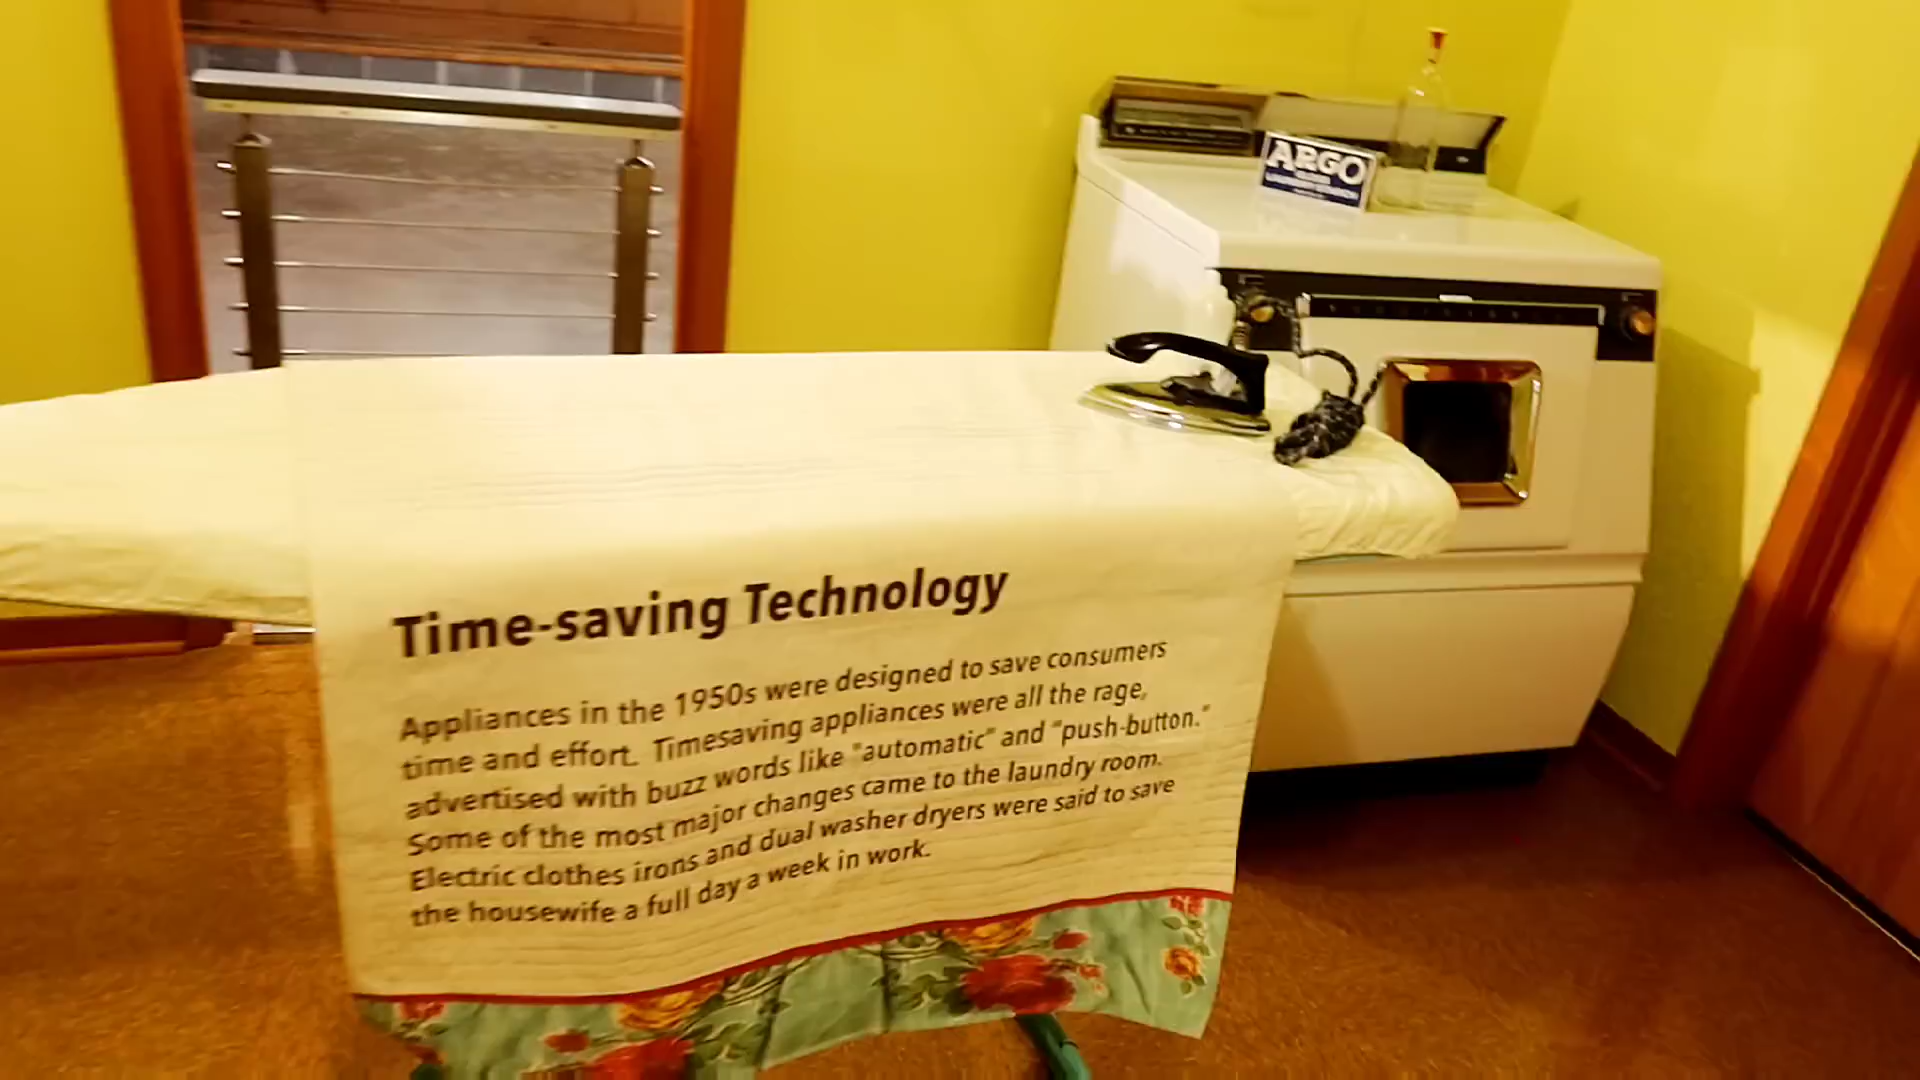 ARGO
Time-saving Technology
Appliances in the 1950s were designed to save consumers
time and effort. Timesaving appliances were all the rage,
advertised with buzz words like "automatic" and "push-button."
Some of the most major changes came to the laundry room.
Electric clothes irons and dual washer dryers were said to save
the housewife a full day a week in work.